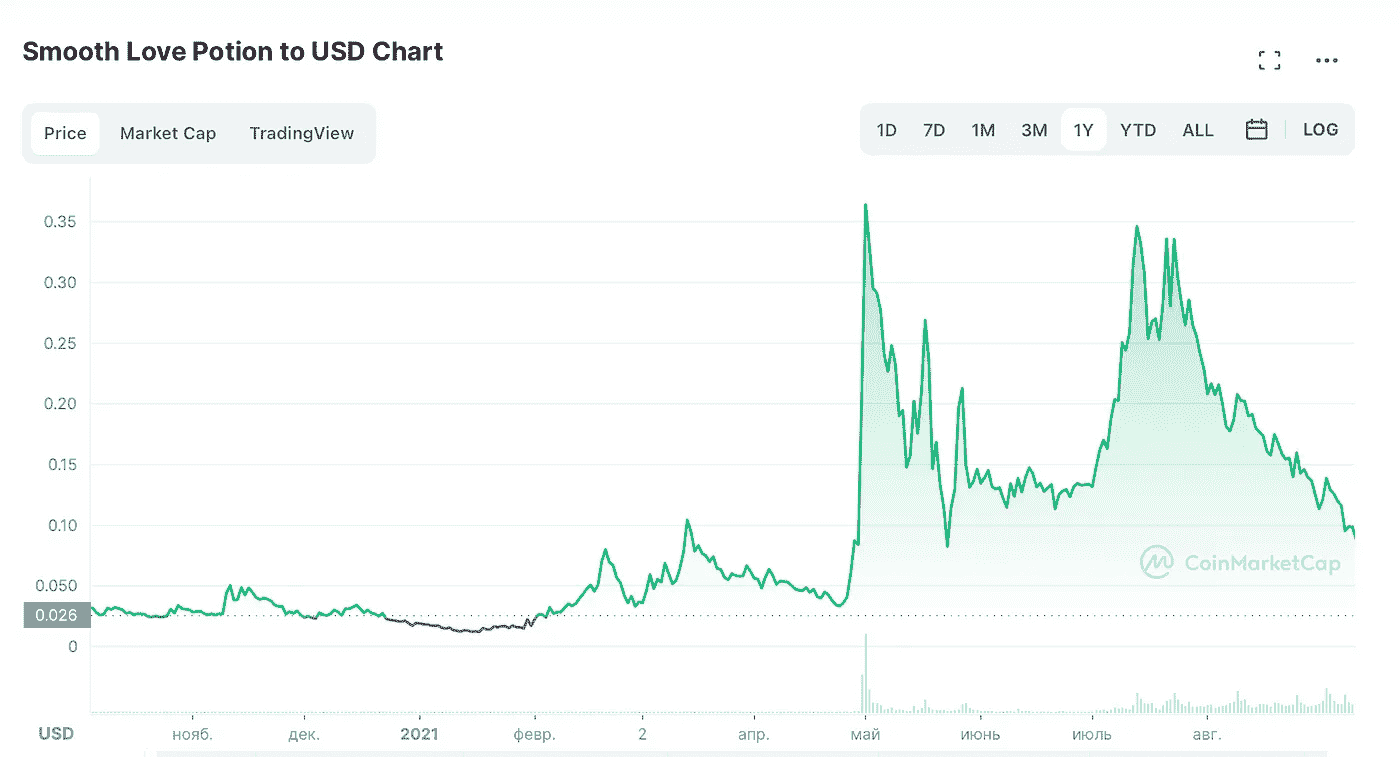 Smooth Love Potion to USD Chart
Price Market Cap TradingView
1D 7D 1M 3M 1Y YTD ALL LOG
0.35
0.30
0.25
0.20
0.15
0.10
0.050
0.026
0
CoinMarketCap
USD нояб. дек. 2021 февр. 2 апр. май июнь июль авг.